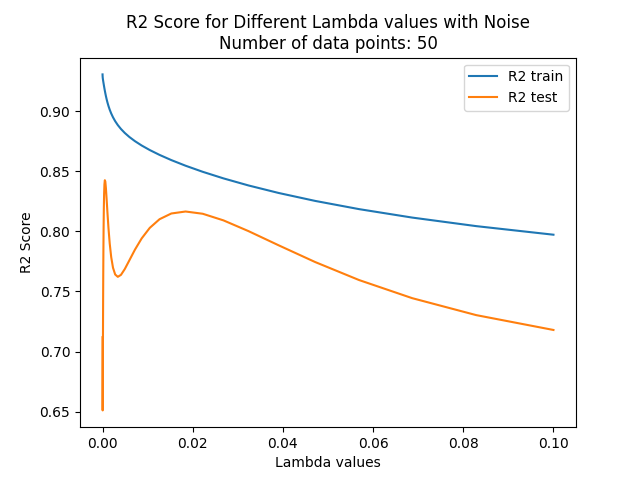 R2 Score for Different Lambda values with Noise
Number of data points: 50
R2 train
R2 test
0.90
0.85
0.80
0.75
0.70
0.65
R2 Score
0.00 0.02 0.04 0.06 0.08 0.10
Lambda values